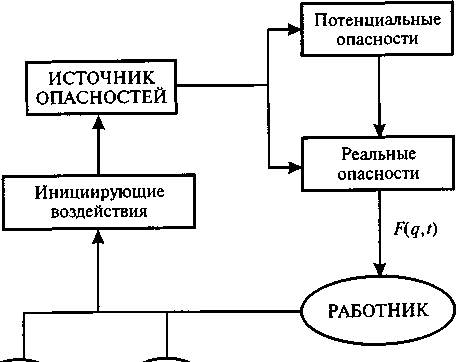 Потенциальные
опасности
ИСТОЧНИК
ОПАСНОСТЕЙ
Реальные
опасности
Инициирующие
воздействия
F(q,t)
РАБОТНИК